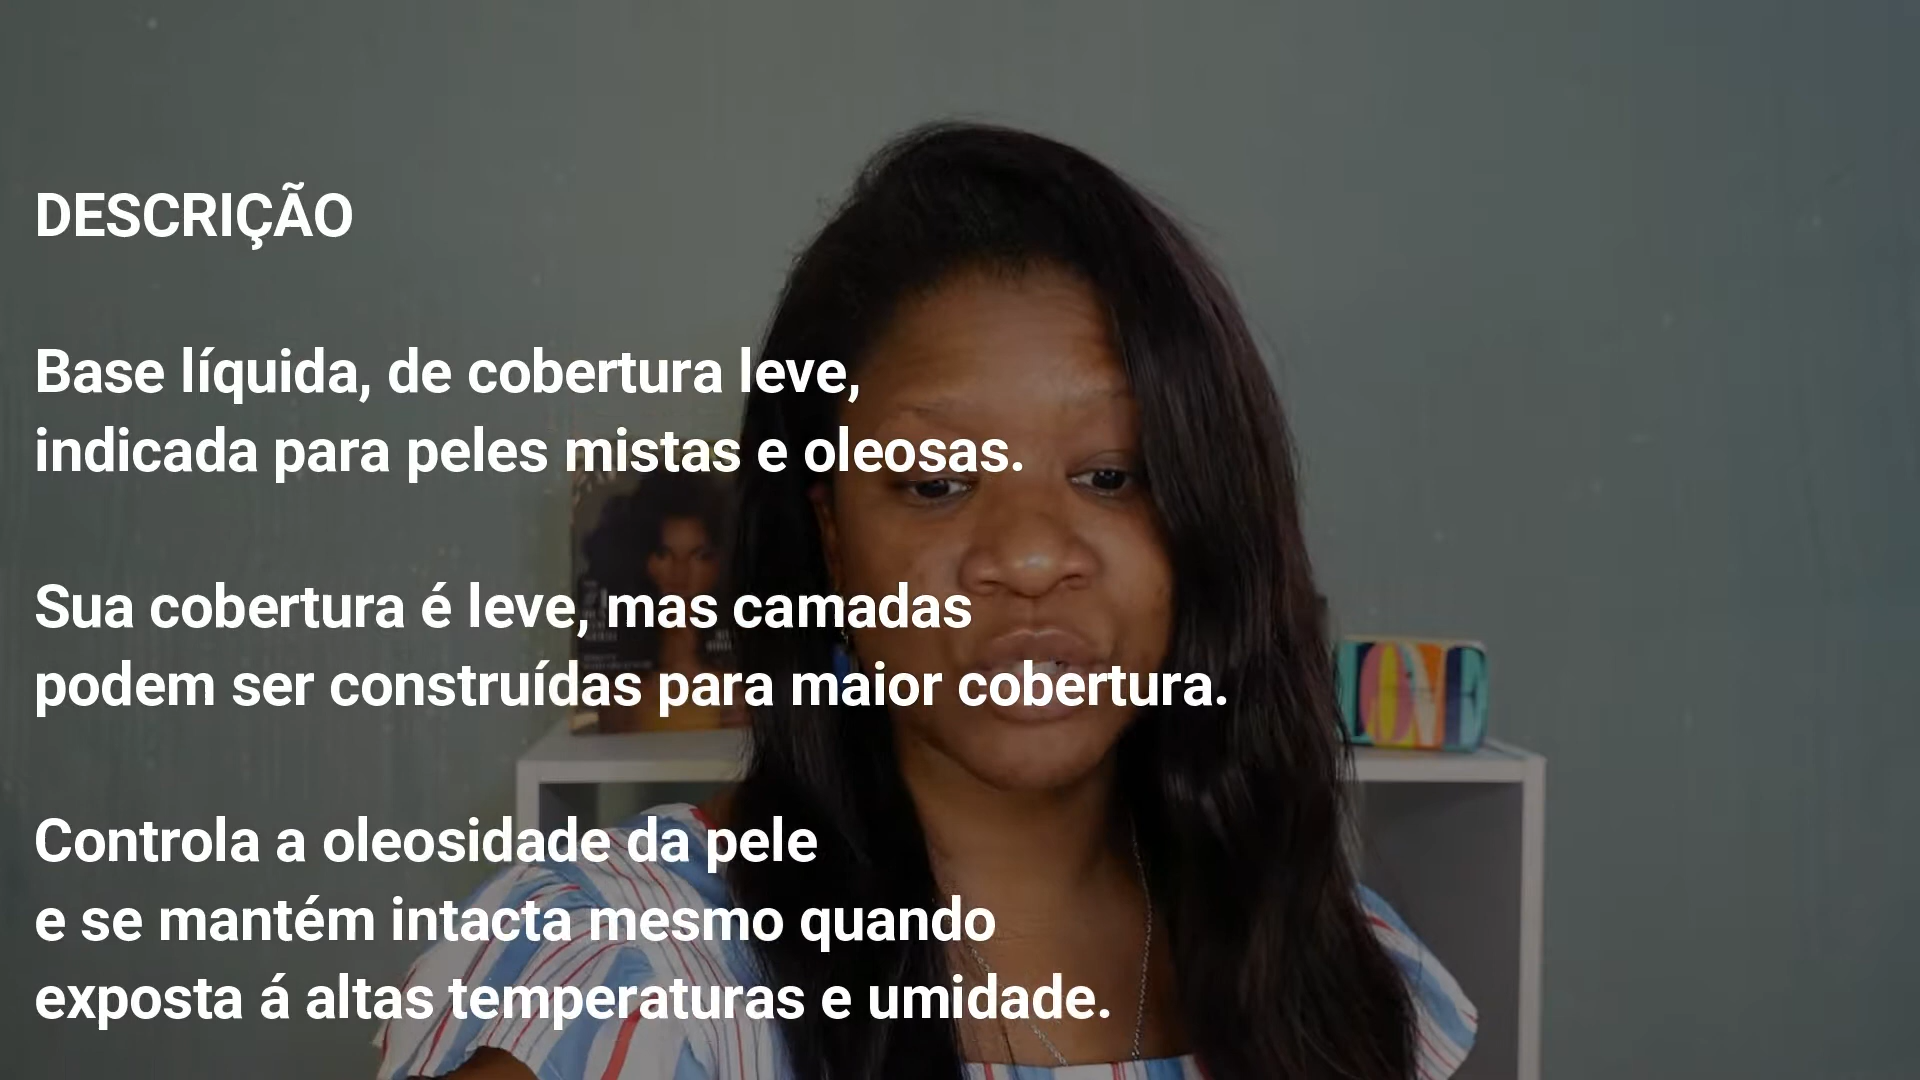 DESCRIÇÃO
Base líquida, de cobertura leve,
indicada para peles mistas e oleosas.
Sua cobertura é leve, mas camadas
podem ser construídas para maior cobertura.
Controla a oleosidade da pele
e se mantém intacta mesmo quando
exposta á altas temperaturas e umidade.